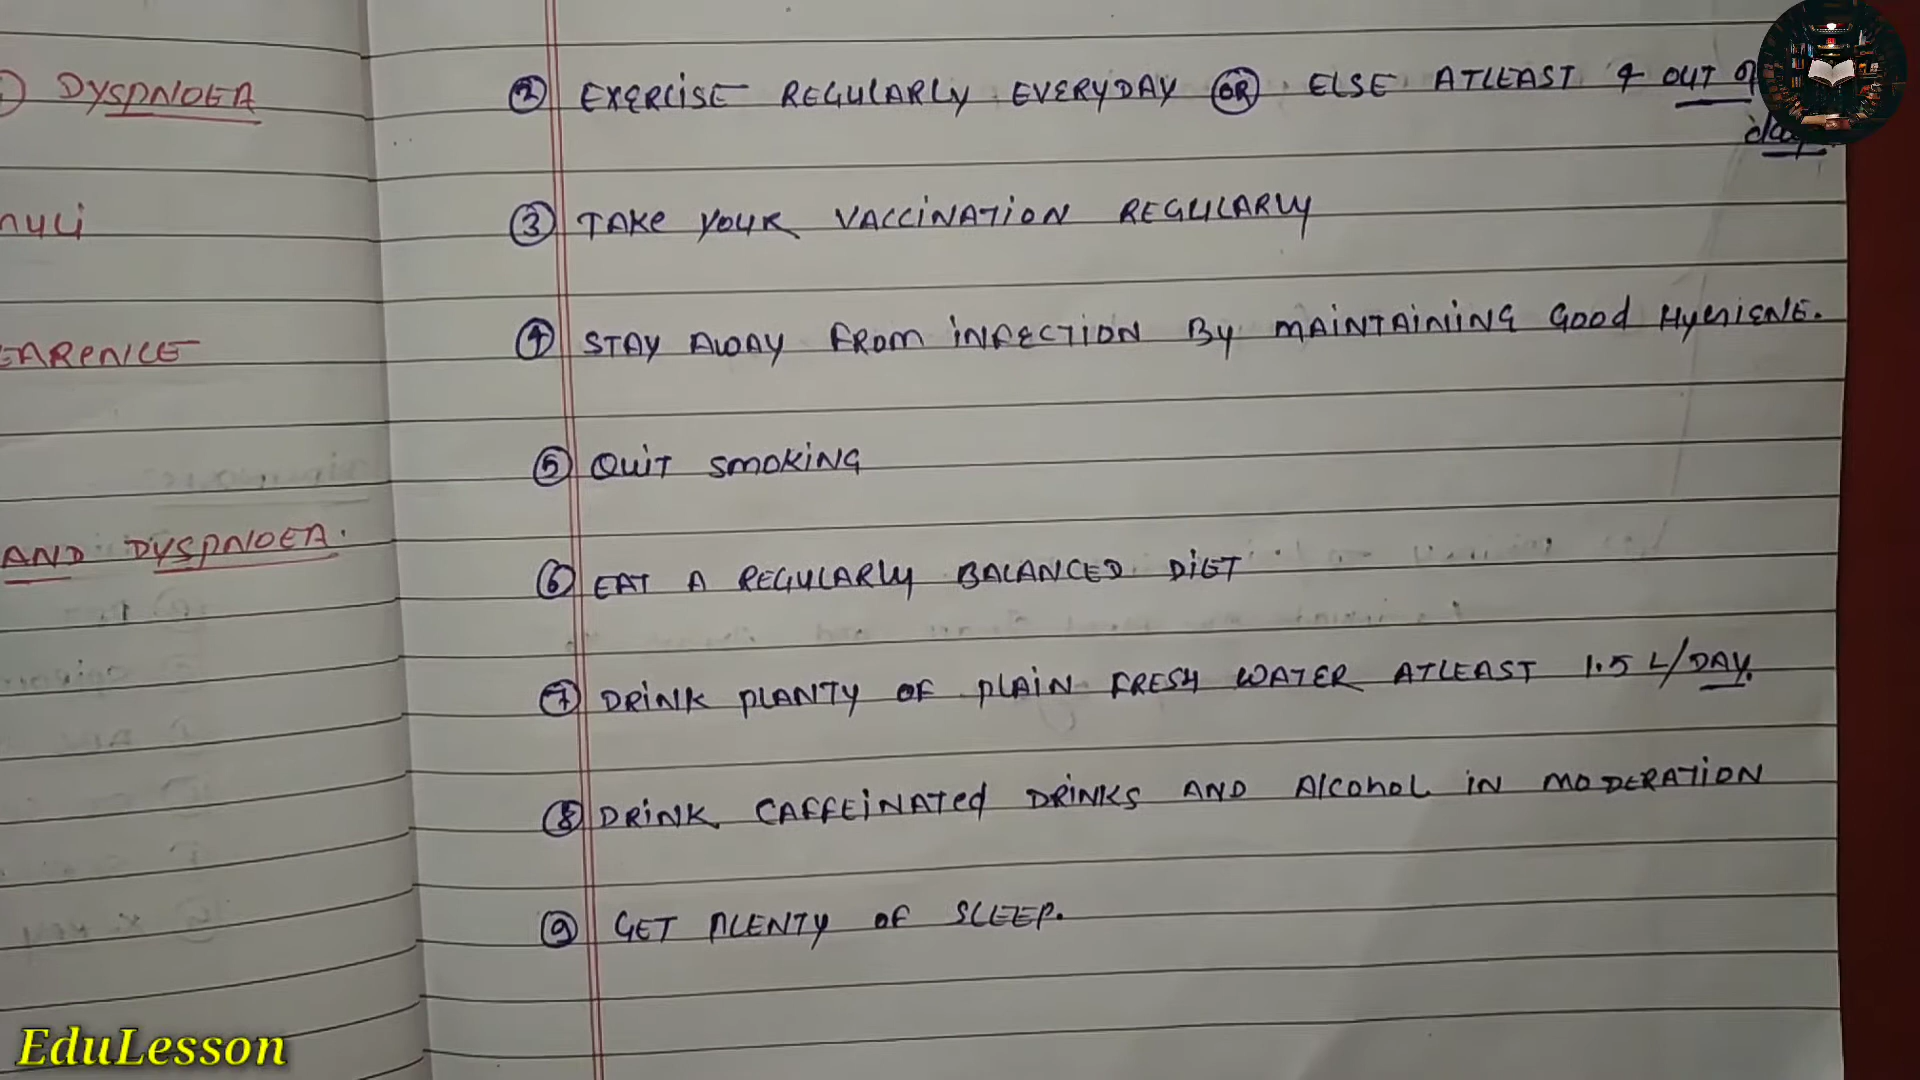 DYSPNOEA
AND DYSPNOEA.
② EXERCISE REGULARLY EVERYDAY OR ELSE ATLEAST 4 OUT OF
③ TAKE YOUR VACCINATION REGULARLY
④ STAY AWAY FROM INFECTION By MAINTAINING Good HYGIENE.
⑤ QUIT SMOKING
⑥ EAT A REGULARLY BALANCED DIET
⑦ DRINK PLANTY OF PLAIN FRESH WATER ATLEAST 1.5 L/DAY.
⑧ DRINK CAFFEINATED DRINKS AND Alcohol IN MODERATION
⑨ GET PLENTY OF SLEEP.
EduLesson